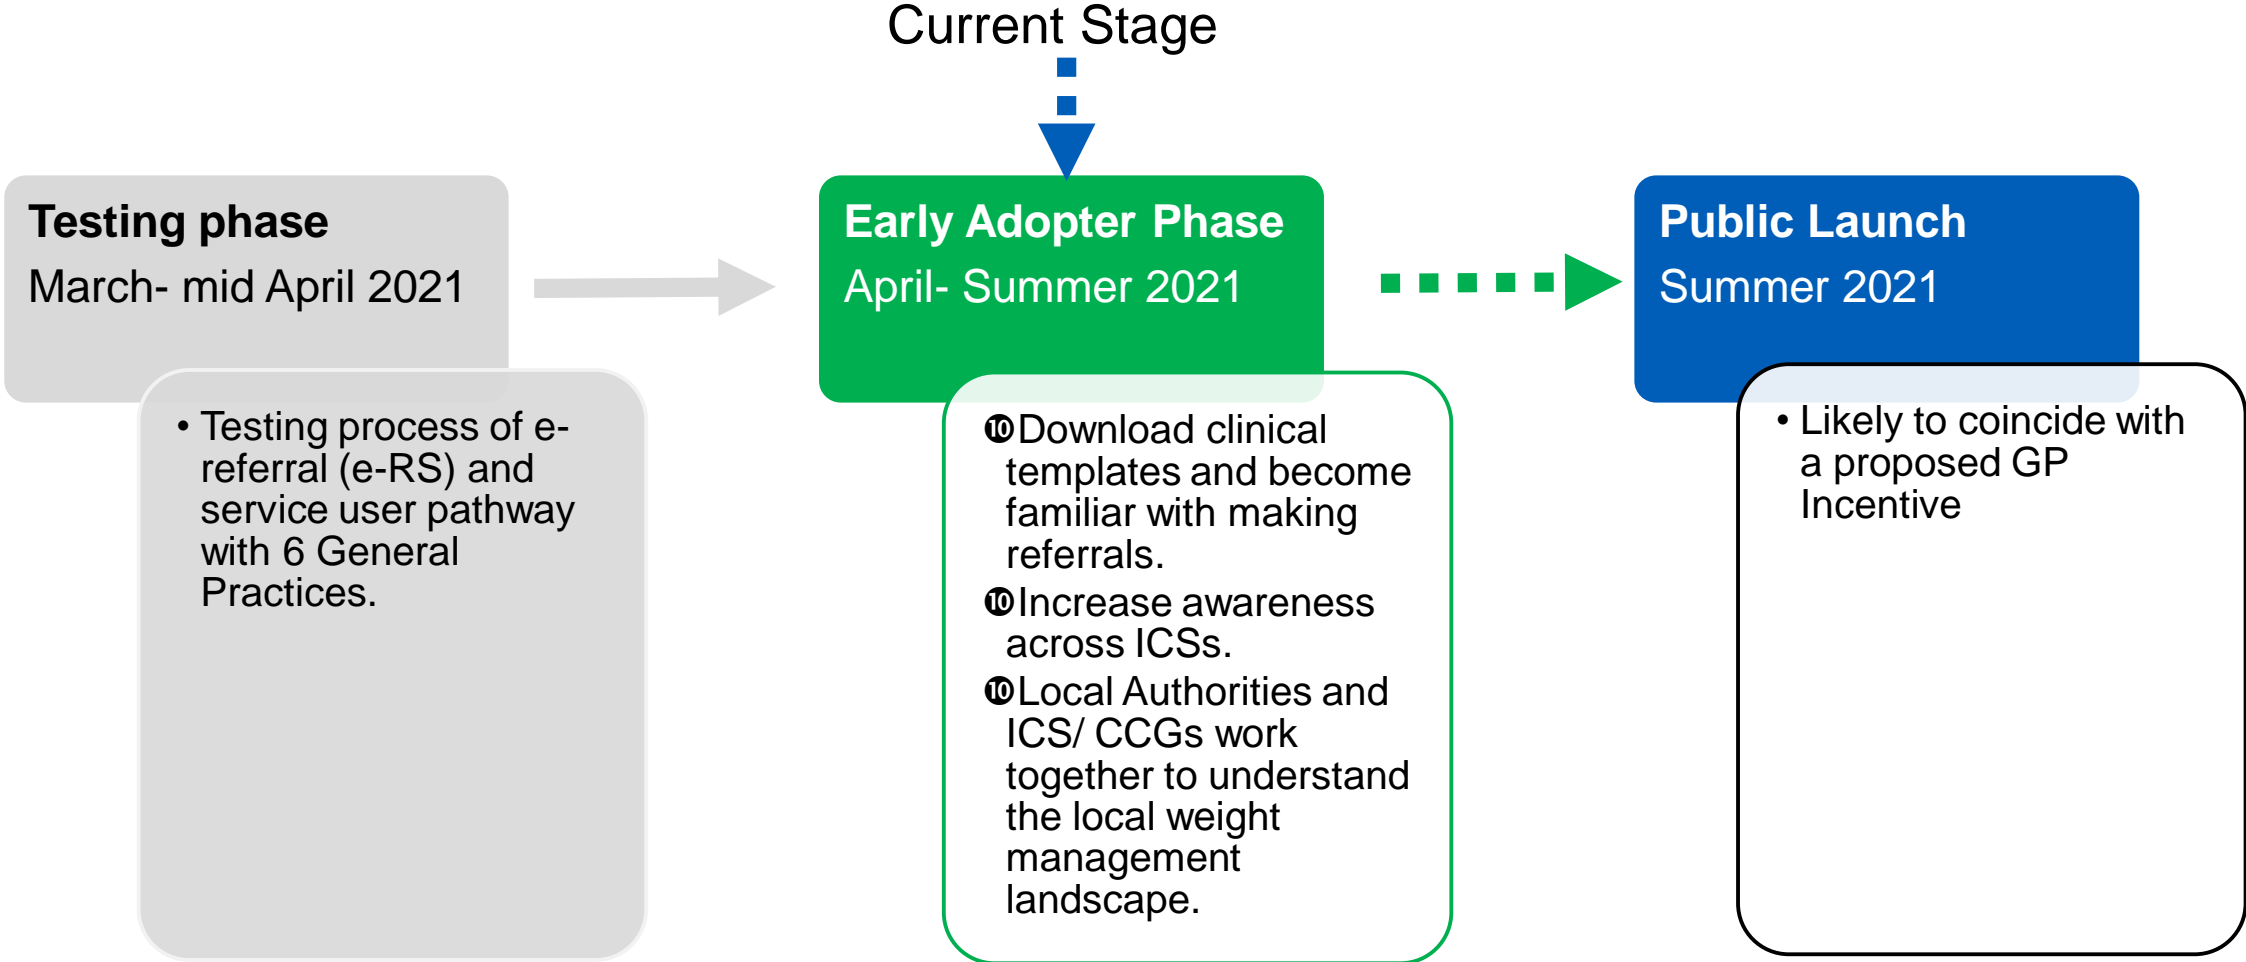 Current Stage
Testing phase
March- mid April 2021
• Testing process of e-
referral (e-RS) and
service user pathway
with 6 General
Practices.
Early Adopter Phase
April- Summer 2021
❿Download clinical
templates and become
familiar with making
referrals.
❿Increase awareness
across ICSs.
❿Local Authorities and
ICS/ CCGs work
together to understand
the local weight
management
landscape.
Public Launch
Summer 2021
• Likely to coincide with
a proposed GP
Incentive